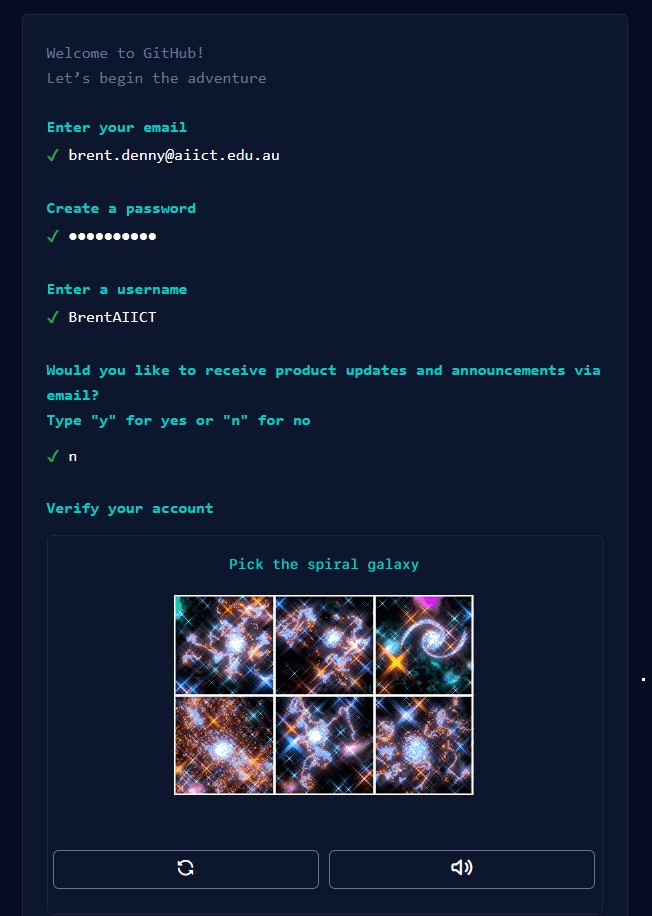 Welcome to GitHub!
Let’s begin the adventure
Enter your email
✓ brent.denny@aiict.edu.au
Create a password
✓ ●●●●●●●●●●
Enter a username
✓ BrentAIICT
Would you like to receive product updates and announcements via
email?
Type "y" for yes or "n" for no
✓ n
Verify your account
Pick the spiral galaxy